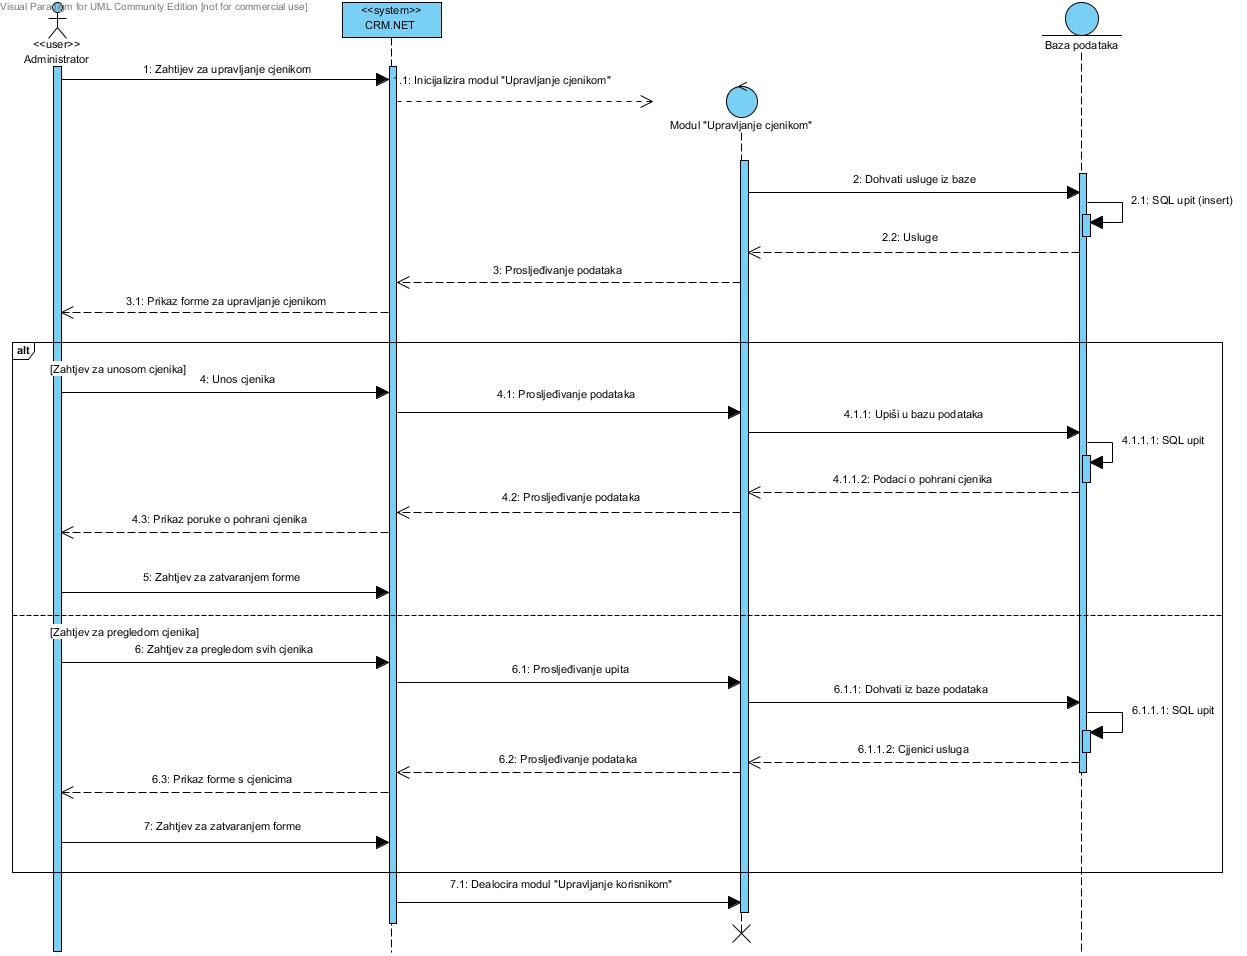 Visual Paradigm for UML Community Edition [not for commercial use]
<<user>>
Administrator
<<system>>
CRM.NET
Baza podataka
1: Zahtijev za upravljanje cjenikom
1.1: Inicijalizira modul "Upravljanje cjenikom"
Modul "Upravljanje cjenikom"
2: Dohvati usluge iz baze
2.1: SQL upit (insert)
2.2: Usluge
3: Prosljeđivanje podataka
3.1: Prikaz forme za upravljanje cjenikom
alt
[Zahtjev za unosom cjenika]
4: Unos cjenika
4.1: Prosljeđivanje podataka
4.1.1: Upiši u bazu podataka
4.1.1.1: SQL upit
4.1.1.2: Podaci o pohrani cjenika
4.2: Prosljeđivanje podataka
4.3: Prikaz poruke o pohrani cjenika
5: Zahtjev za zatvaranjem forme
[Zahtjev za pregledom cjenika]
6: Zahtjev za pregledom svih cjenika
6.1: Prosljeđivanje upita
6.1.1: Dohvati iz baze podataka
6.1.1.1: SQL upit
6.1.1.2: Cjjenici usluga
6.2: Prosljeđivanje podataka
6.3: Prikaz forme s cjenicima
7: Zahtjev za zatvaranjem forme
7.1: Dealocira modul "Upravljanje korisnikom"